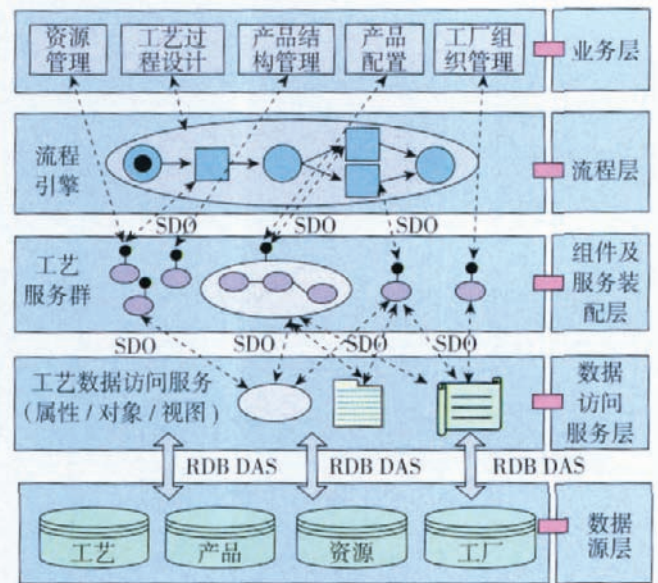 资源
管理
工艺过
程设计
产品结
构管理
产品
配置
工厂组
织管理
业务层
流程
引擎
流程层
SDO
SDO
SDO
工艺
服务群
组件及
服务装
配层
SDO
SDO
SDO
工艺数据访问服务
(属性/对象/视图)
数据
访问
服务层
RDB DAS
RDB DAS
RDB DAS
工艺
产品
资源
工厂
数据
源层